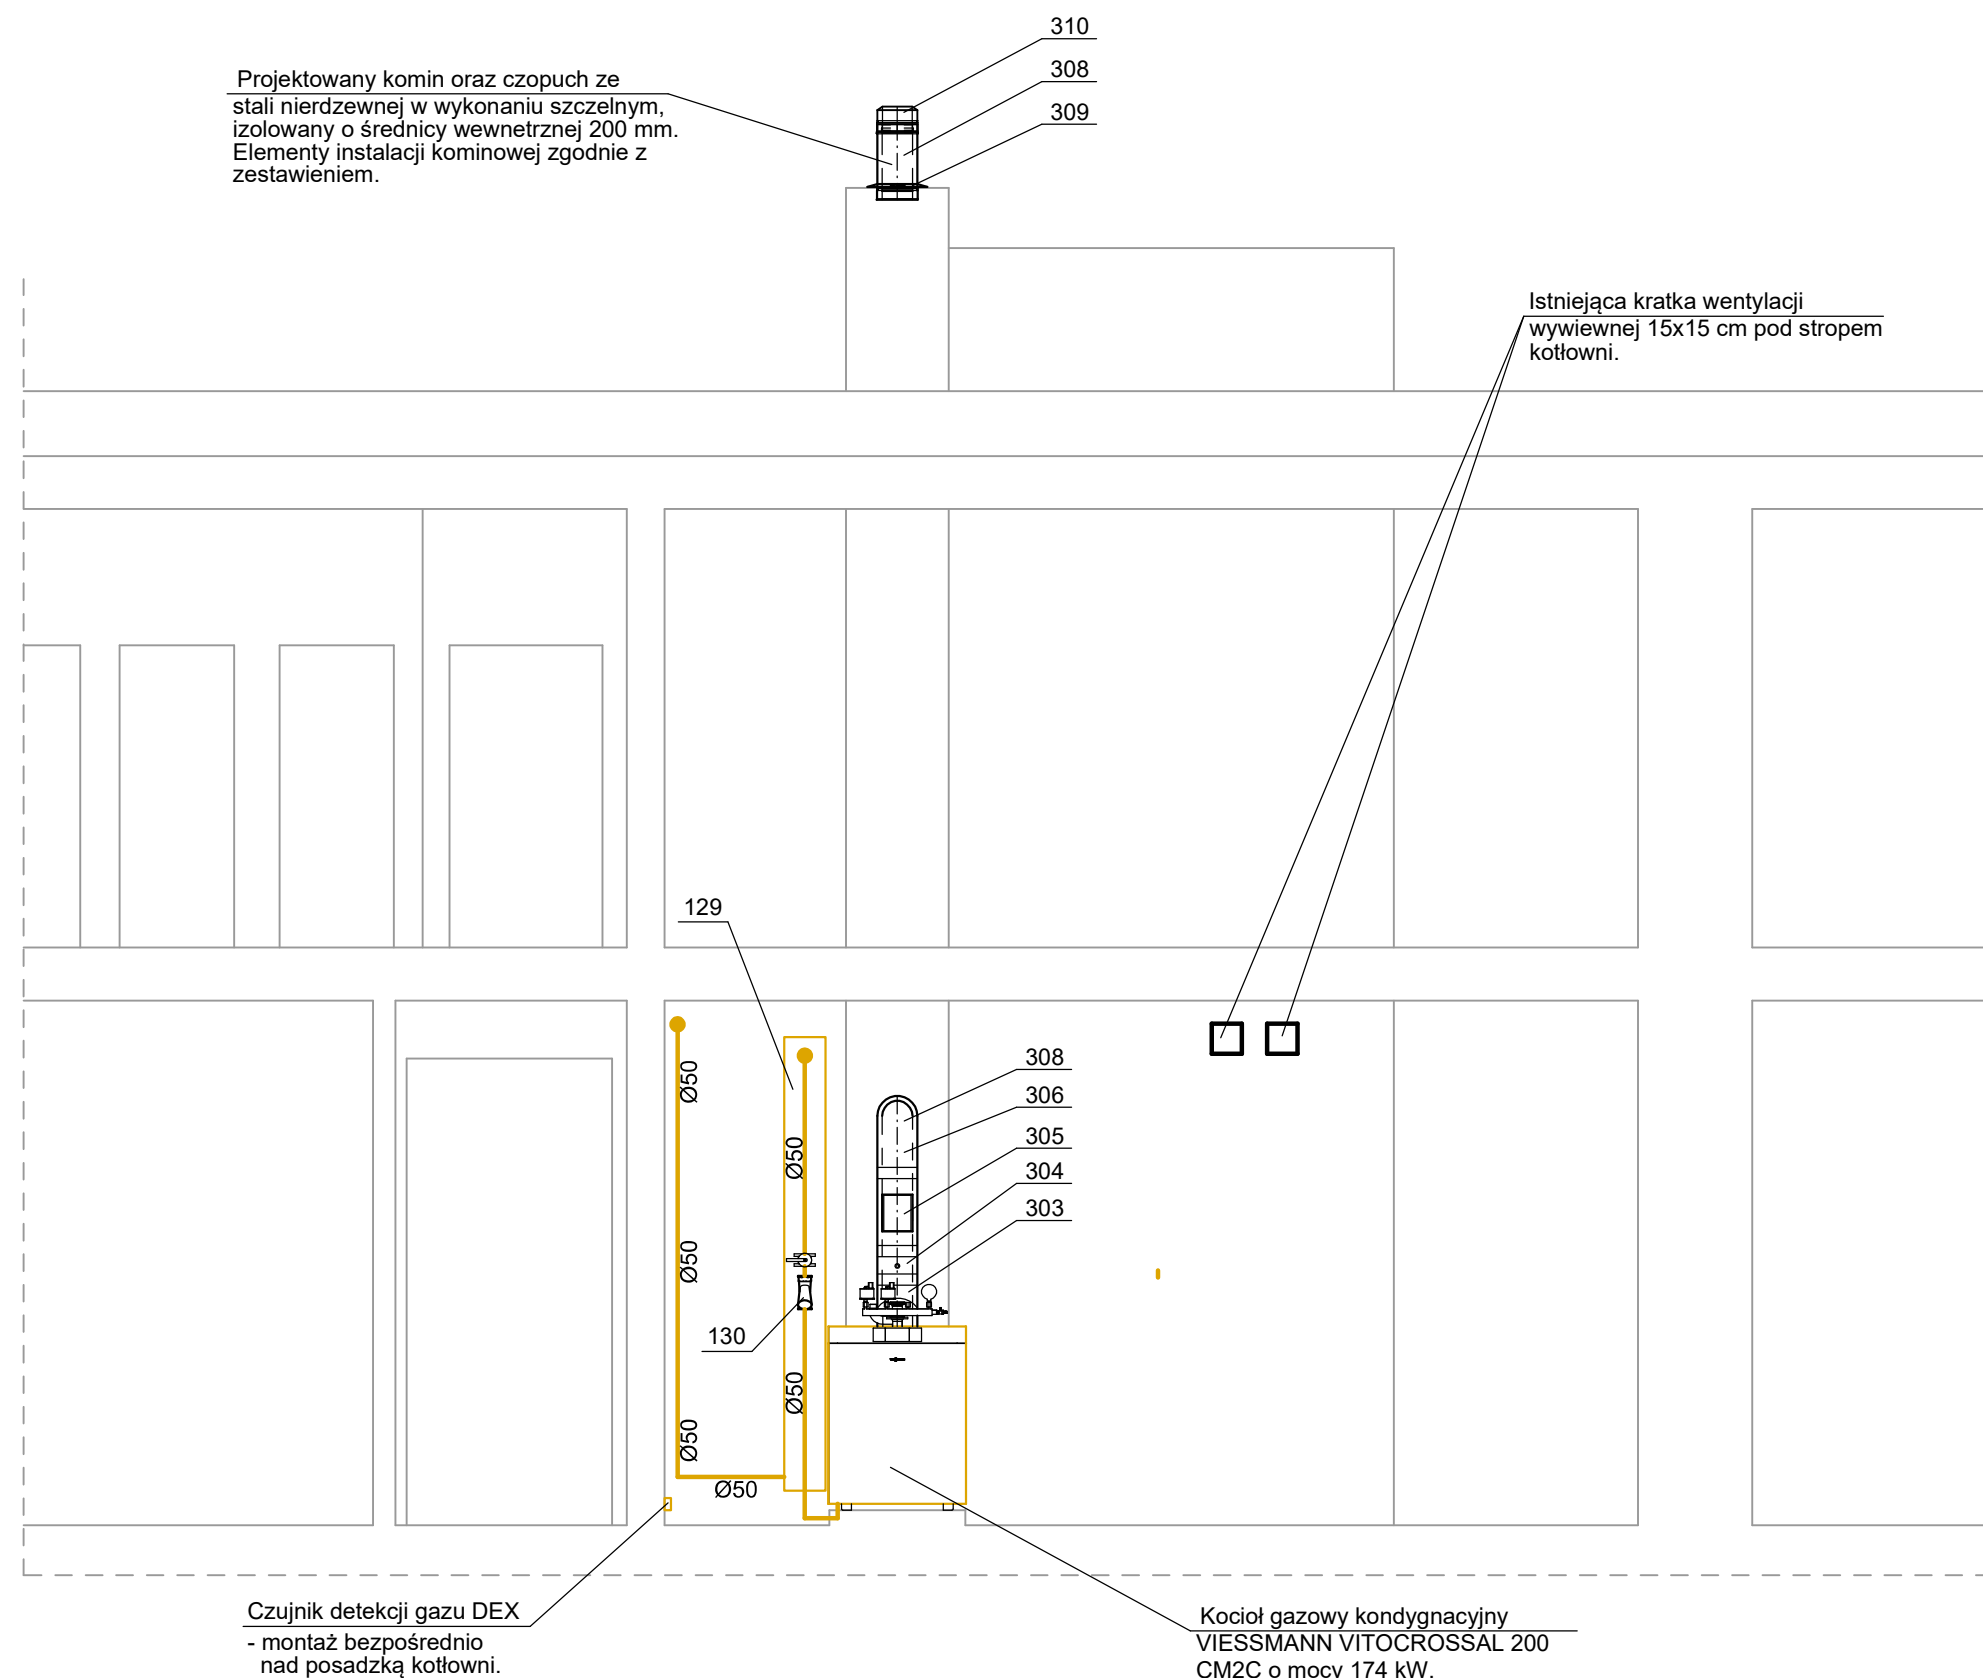 310
Projektowany komin oraz czopuch ze
308
stali nierdzewnej w wykonaniu szczelnym,
309
izolowany o średnicy wewnetrznej 200 mm.
Elementy instalacji kominowej zgodnie z
zestawieniem.
Istniejąca kratka wentylacji
wywiewnej 15x15 cm pod stropem
kotłowni.
129
308
Ø50
306
305
Ø50
304
303
Ø50
130
Ø50
Ø50
Ø50
Czujnik detekcji gazu DEX
- montaż bezpośrednio
nad posadzką kotłowni.
Kocioł gazowy kondygnacyjny
VIESSMANN VITOCROSSAL 200
CM2C o mocy 174 kW.